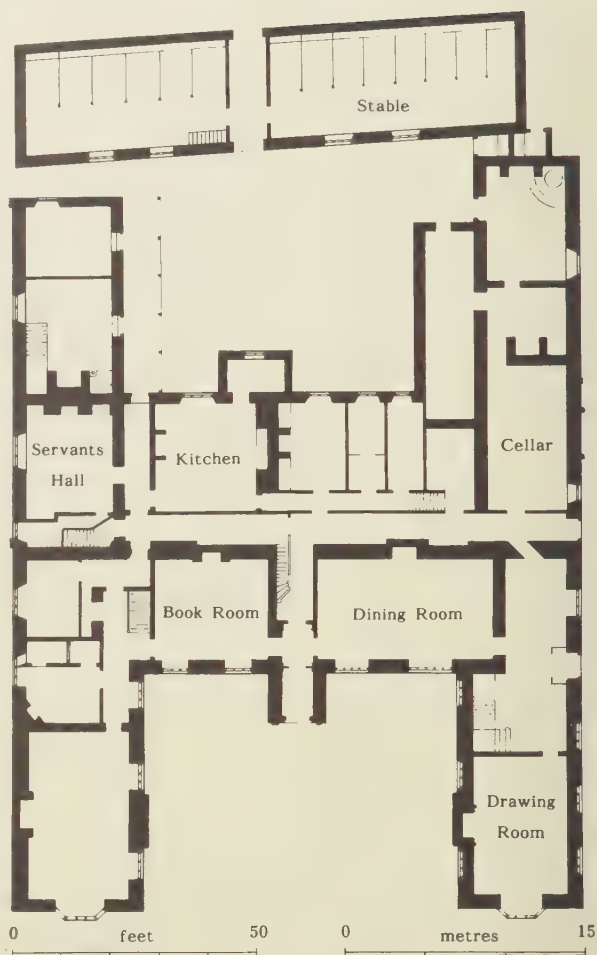 Stable
Servants
Hall
Kitchen
Cellar
Book Room
Dining Room
Drawing
Room
0 feet 50 0 metres 15